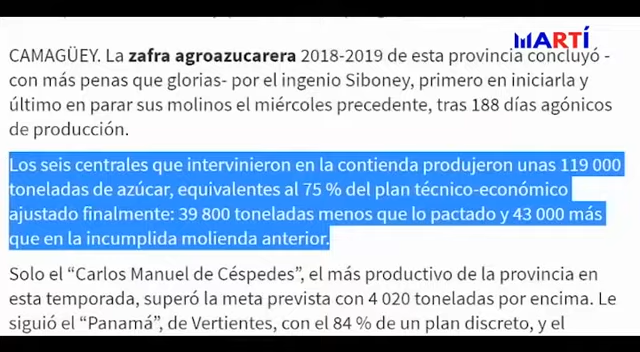 MARTÍ
CAMAGÜEY. La zafra agroazucarera 2018-2019 de esta provincia concluyó -
con más penas que glorias- por el ingenio Siboney, primero en iniciarla y
último en parar sus molinos el miércoles precedente, tras 188 días agónicos
de producción.
Los seis centrales que intervinieron en la contienda produjeron unas 119 000
toneladas de azúcar, equivalentes al 75 % del plan técnico-económico
ajustado finalmente: 39 800 toneladas menos que lo pactado y 43 000 más
que en la incumplida molienda anterior.
Solo el “Carlos Manuel de Céspedes”, el más productivo de la provincia en
esta temporada, superó la meta prevista con 4 020 toneladas por encima. Le
siguió el “Panamá”, de Vertientes, con el 84 % de un plan discreto, y el